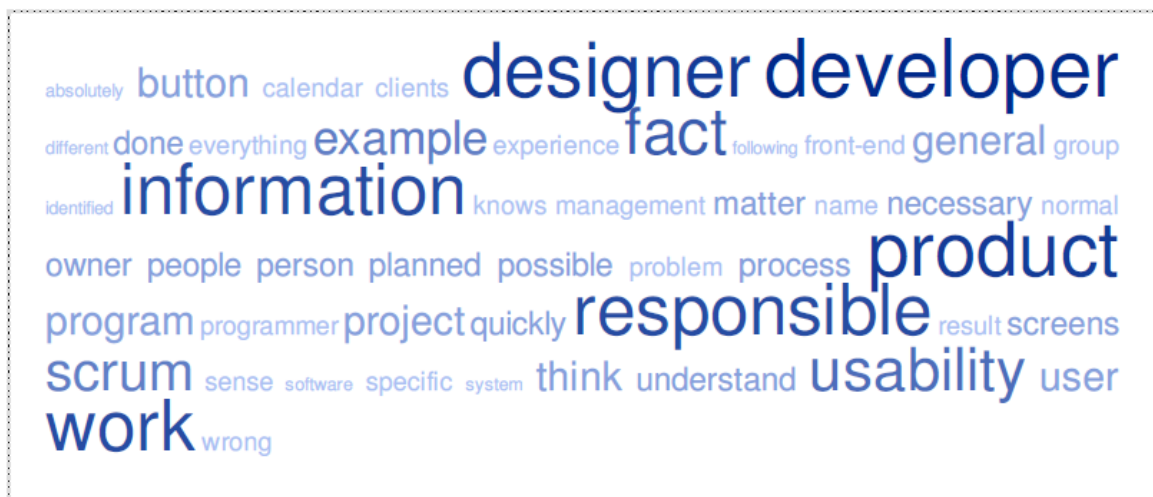 absolutely button calendar clients designer developer
different done everything example experience fact following front-end general group
identified information knows management matter name necessary normal
owner people person planned possible problem process product
program programmer project quickly responsible result screens
scrum sense software specific system think understand usability user
work wrong